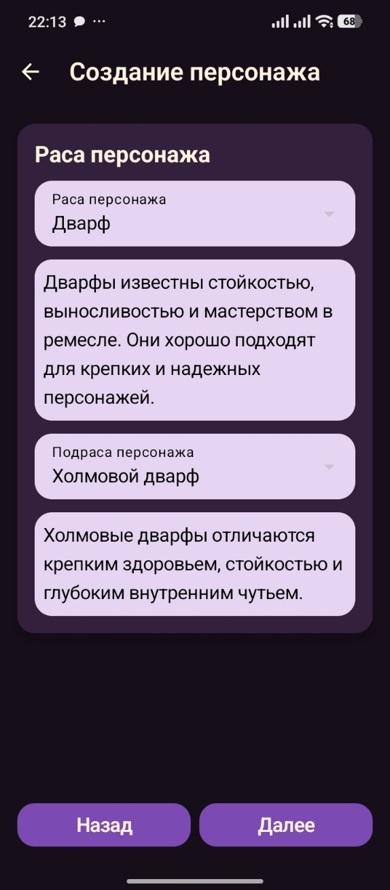 22:13
68
Создание персонажа
Раса персонажа
Раса персонажа
Дварф
Дварфы известны стойкостью,
выносливостью и мастерством в
ремесле. Они хорошо подходят
для крепких и надежных
персонажей.
Подраса персонажа
Холмовой дварф
Холмовые дварфы отличаются
крепким здоровьем, стойкостью и
глубоким внутренним чутьем.
Назад
Далее